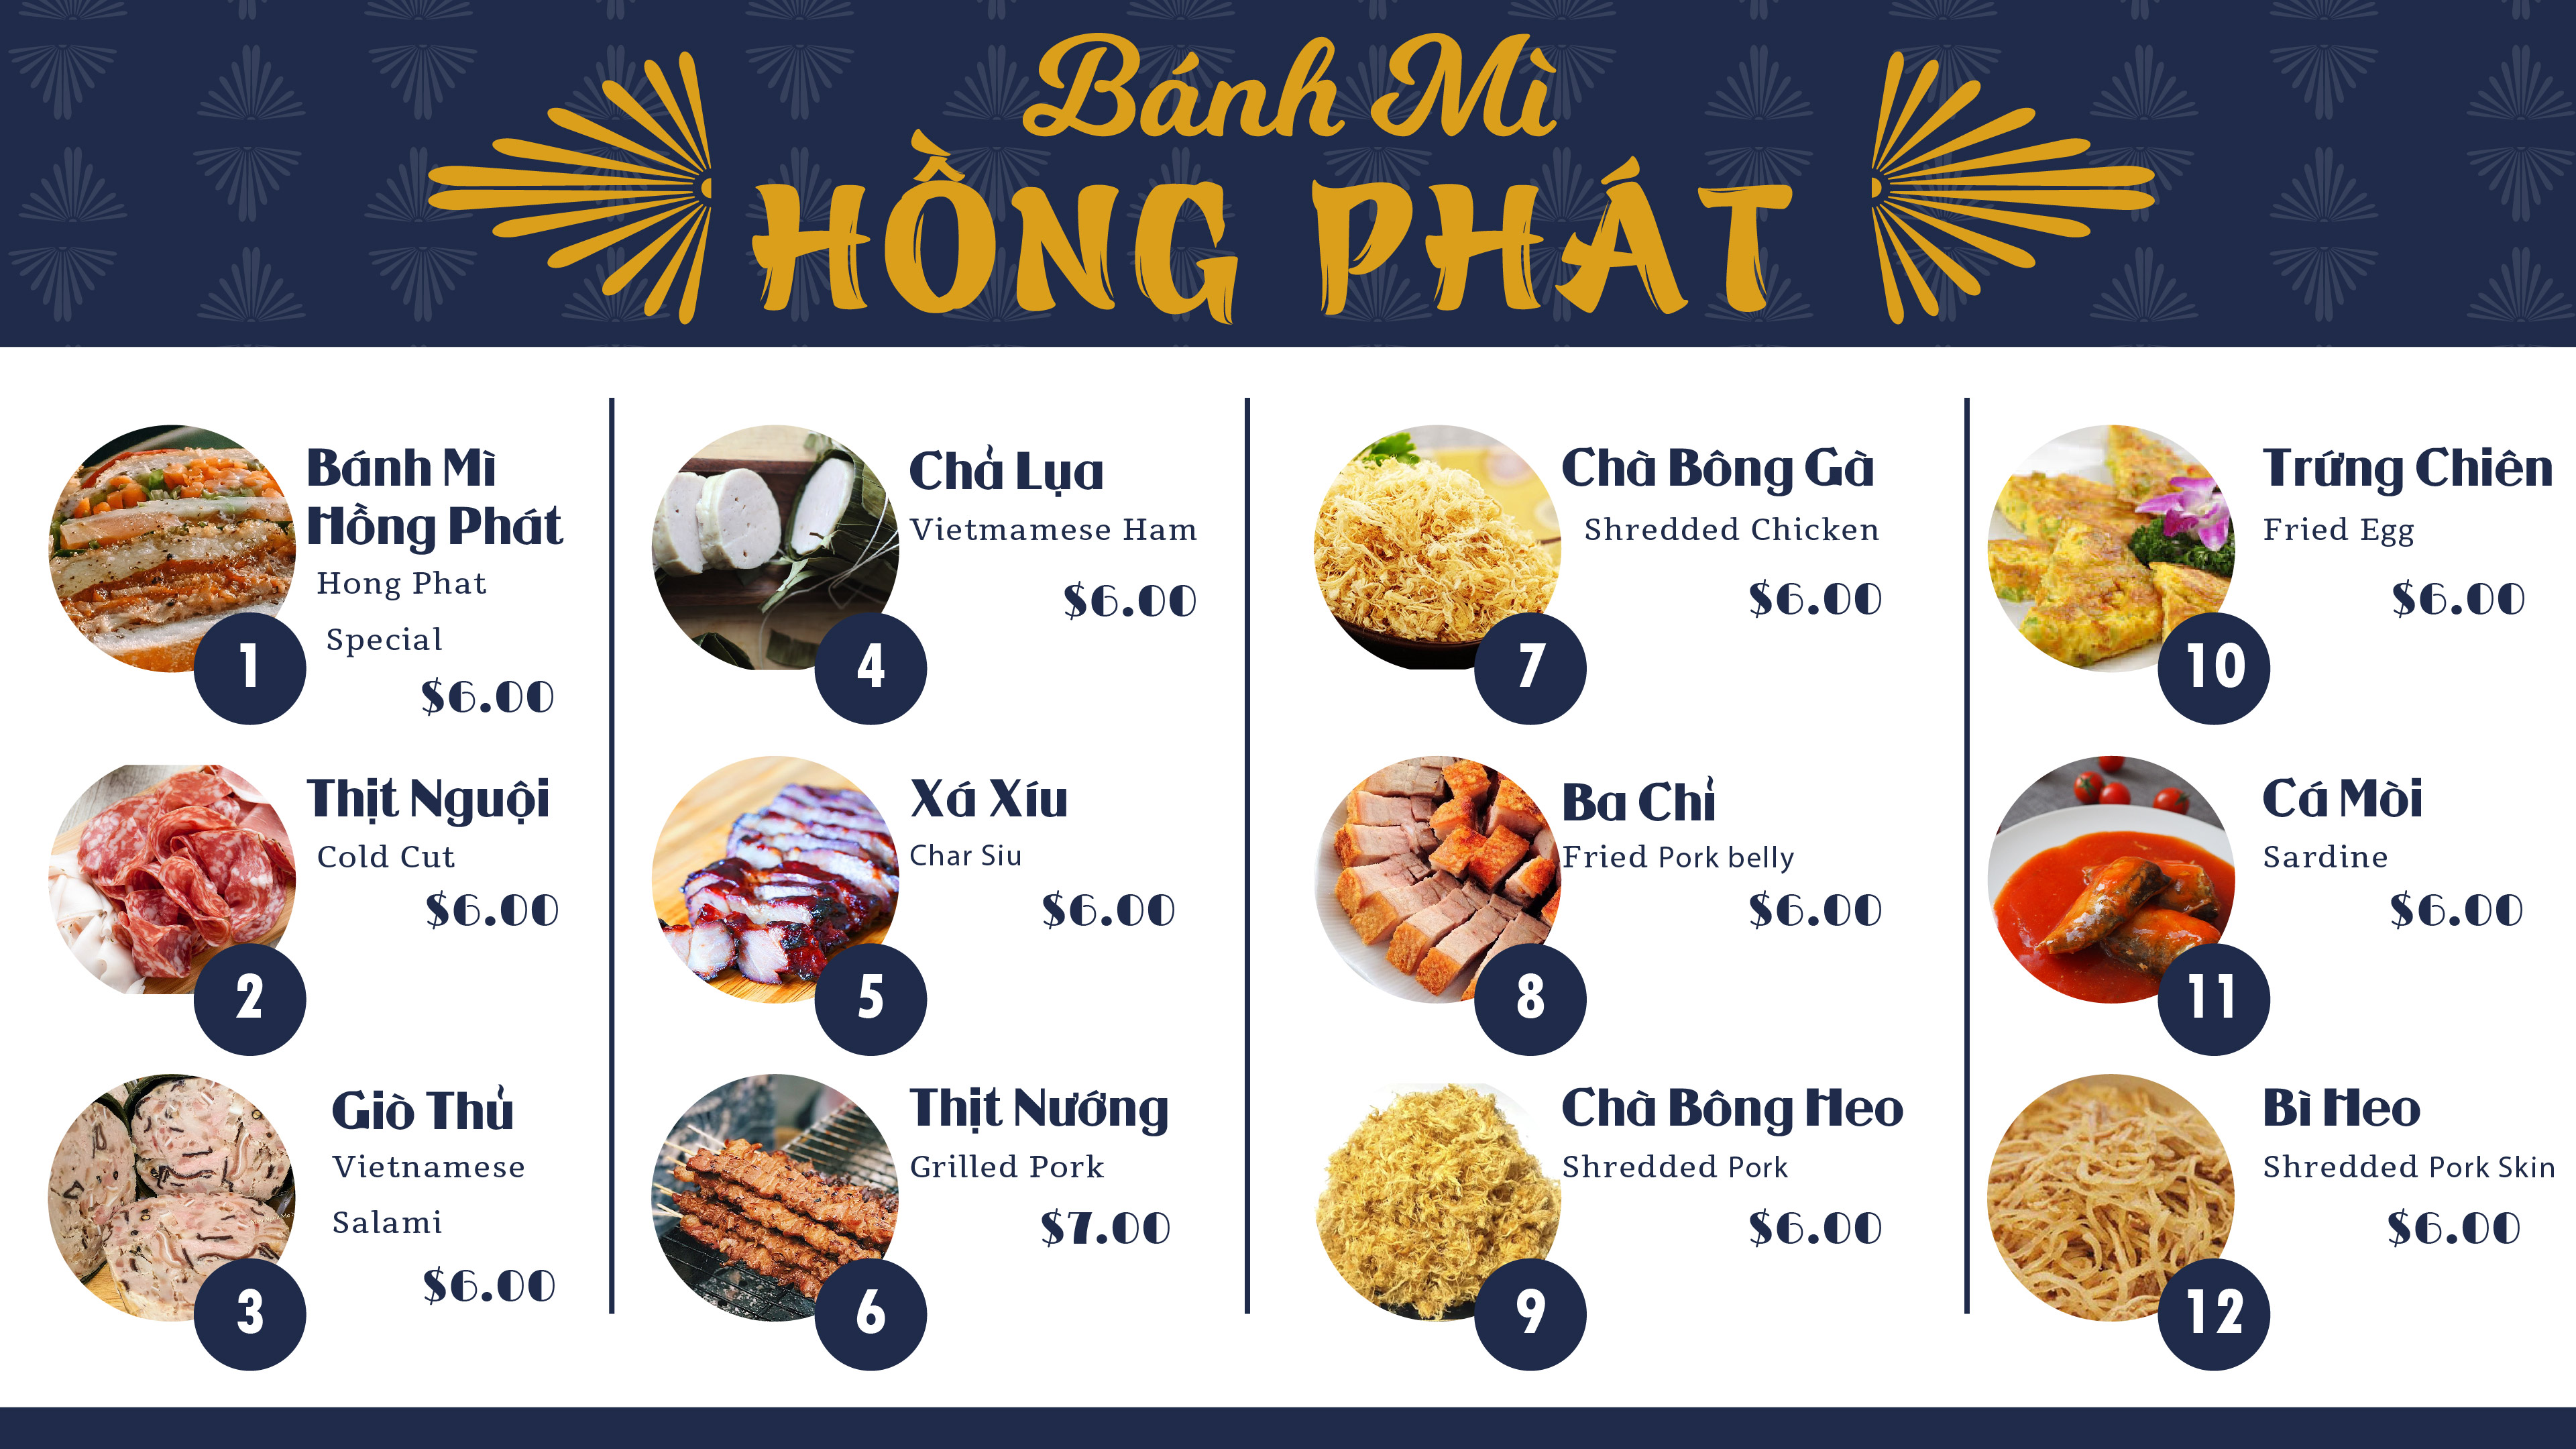 Bánh Mì
HỒNG PHÁT
Bánh Mì
Hồng Phát
Hong Phat
Special
$6.00
1
Thịt Nguội
Cold Cut
$6.00
2
Giò Thủ
Vietnamese
Salami
$6.00
3
Chả Lụa
Vietmamese Ham
$6.00
4
Xá Xíu
Char Siu
$6.00
5
Thịt Nướng
Grilled Pork
$7.00
6
Chà Bông Gà
Shredded Chicken
$6.00
7
Ba Chỉ
Fried Pork belly
$6.00
8
Chà Bông Heo
Shredded Pork
$6.00
9
Trứng Chiên
Fried Egg
$6.00
10
Cá Mòi
Sardine
$6.00
11
Bì Heo
Shredded Pork Skin
$6.00
12